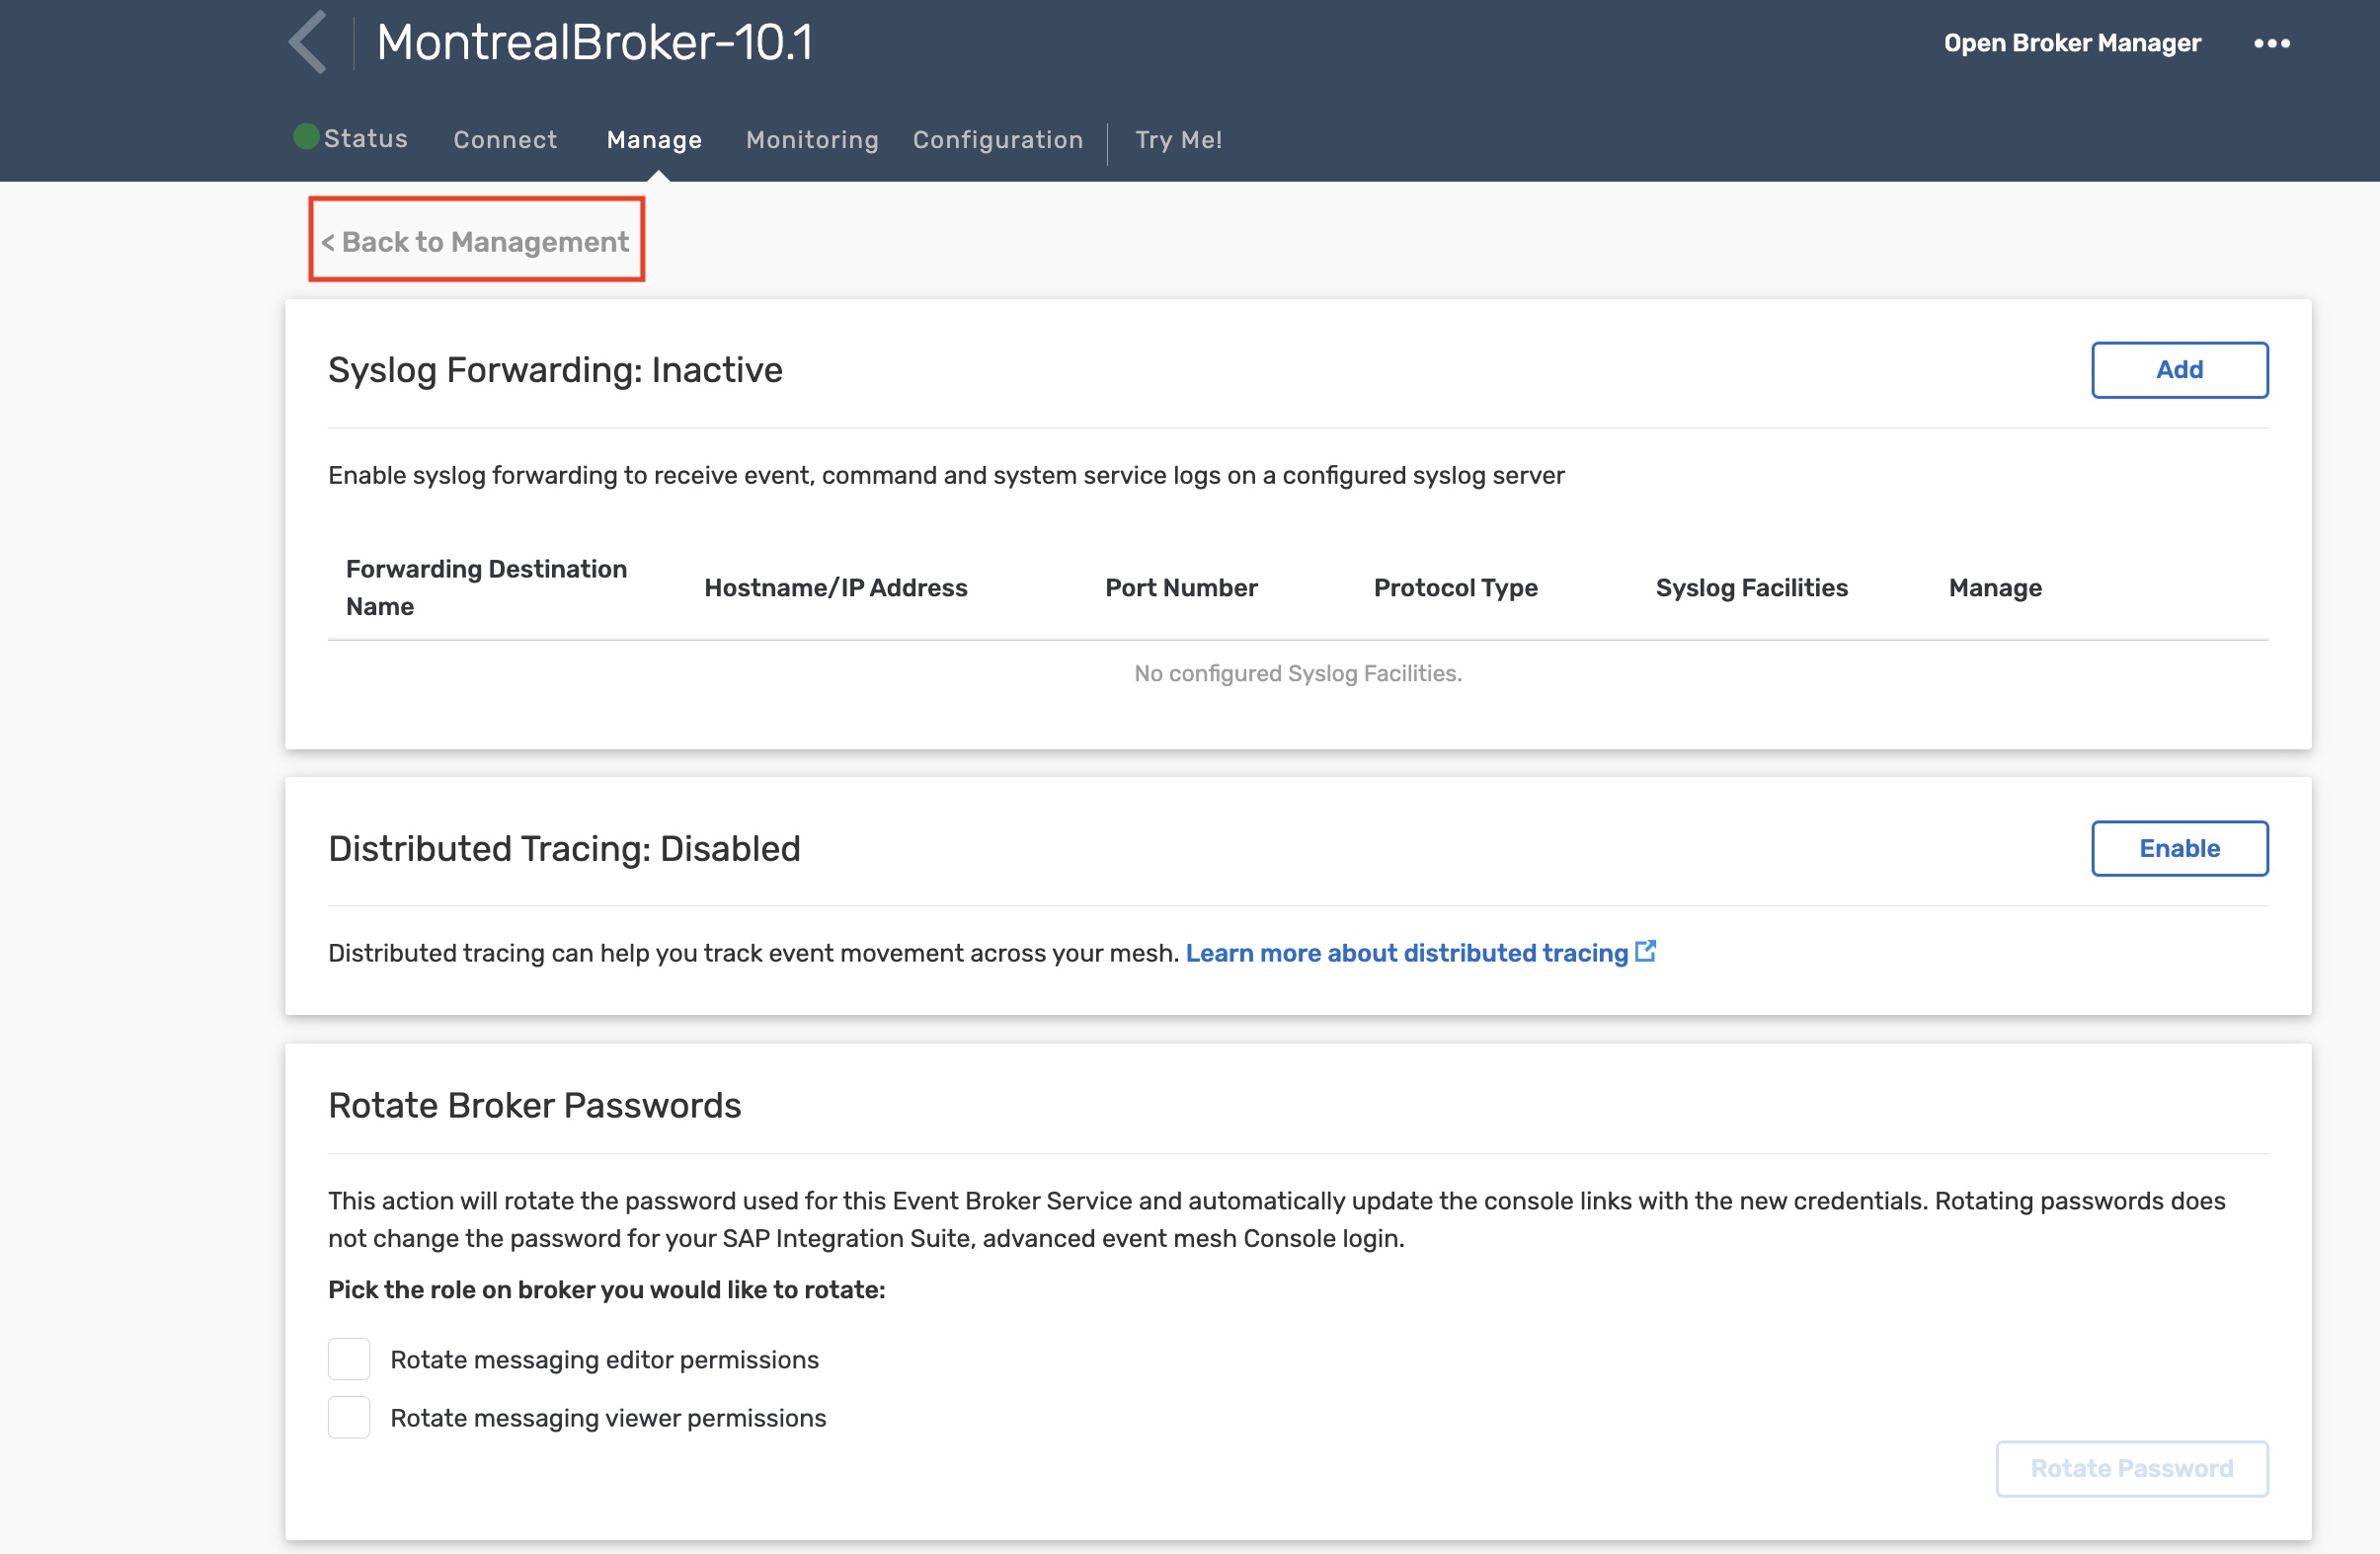 MontrealBroker-10.1
Open Broker Manager
Status Connect Manage Monitoring Configuration Try Me!
< Back to Management
Syslog Forwarding: Inactive
Add
Enable syslog forwarding to receive event, command and system service logs on a configured syslog server
Forwarding Destination Name Hostname/IP Address Port Number Protocol Type Syslog Facilities Manage
No configured Syslog Facilities.
Distributed Tracing: Disabled
Enable
Distributed tracing can help you track event movement across your mesh. Learn more about distributed tracing
Rotate Broker Passwords
This action will rotate the password used for this Event Broker Service and automatically update the console links with the new credentials. Rotating passwords does
not change the password for your SAP Integration Suite, advanced event mesh Console login.
Pick the role on broker you would like to rotate:
Rotate messaging editor permissions
Rotate messaging viewer permissions
Rotate Password